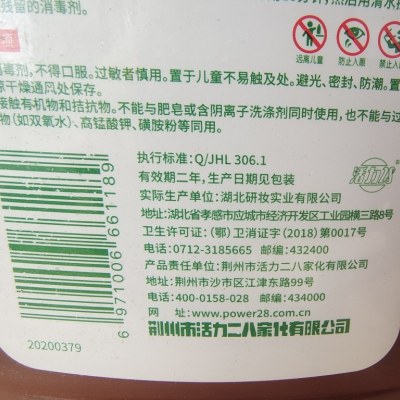 残留的消毒剂。
远离儿童
防止入眼
禁止
毒剂,不得口服。过敏者慎用。置于儿童不易触及处。避光、密封、防潮。置
干燥通风处保存。
接触有机物和拮抗物。不能与肥皂或含阴离子洗涤剂同时使用,也不能与过
物(如双氧水)、高锰酸钾、磺胺粉等同用。
执行标准:Q/JHL 306.1
有效期二年,生产日期见包装
实际生产单位:湖北研妆实业有限公司
地址:湖北省孝感市应城市经济开发区工业园横三路8号
卫生许可证:(鄂)卫消证字(2018)第0017号
电话:0712-3185665 邮编:432400
产品责任单位:荆州市活力二八家化有限公司
地址:荆州市沙市区江津东路99号
电话:400-0158-028 邮编:434000
网址:www.power28.com.cn
荆州市活力二八家化有限公司
活力28
6 971006 661189
20200379